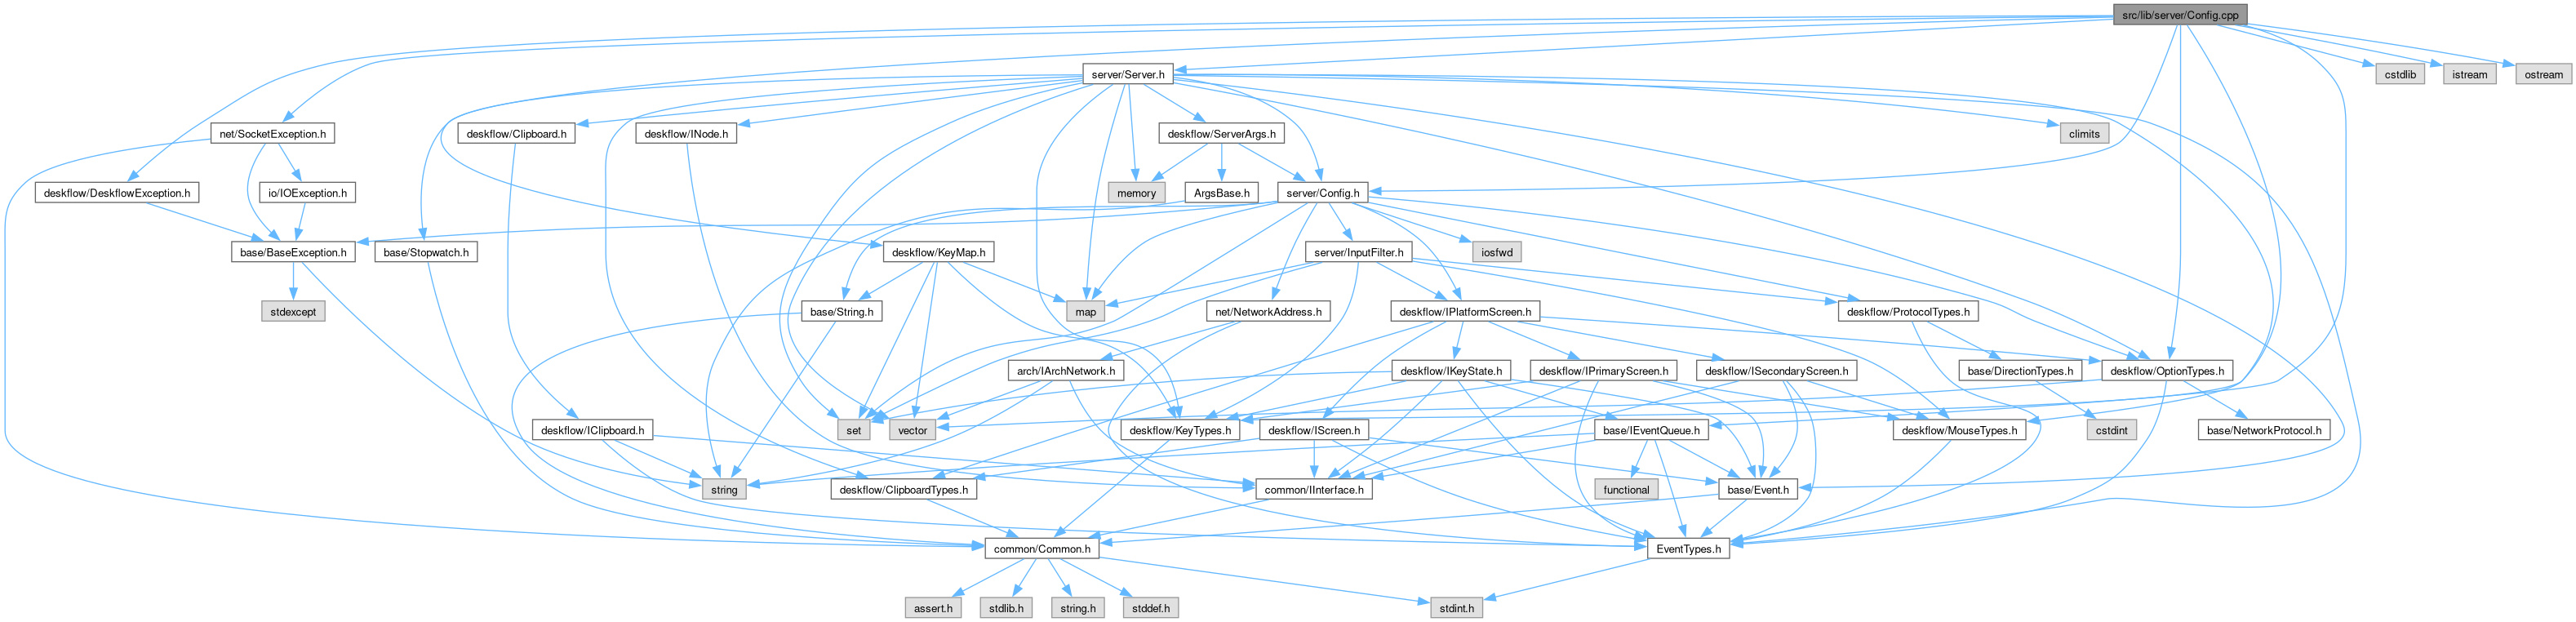 src/lib/server/Config.cpp
server/Server.h
cstdlib
istream
ostream
net/SocketException.h
deskflow/Clipboard.h
deskflow/INode.h
deskflow/ServerArgs.h
climits
deskflow/DeskflowException.h
io/IOException.h
memory
ArgsBase.h
server/Config.h
base/BaseException.h
base/Stopwatch.h
deskflow/KeyMap.h
server/InputFilter.h
iosfwd
stdexcept
base/String.h
map
net/NetworkAddress.h
deskflow/IPlatformScreen.h
deskflow/ProtocolTypes.h
arch/IArchNetwork.h
deskflow/IKeyState.h
deskflow/IPrimaryScreen.h
deskflow/ISecondaryScreen.h
base/DirectionTypes.h
deskflow/OptionTypes.h
deskflow/IClipboard.h
set
vector
deskflow/KeyTypes.h
deskflow/IScreen.h
base/IEventQueue.h
deskflow/MouseTypes.h
cstdint
base/NetworkProtocol.h
string
deskflow/ClipboardTypes.h
common/IInterface.h
functional
base/Event.h
common/Common.h
EventTypes.h
assert.h
stdlib.h
string.h
stddef.h
stdint.h